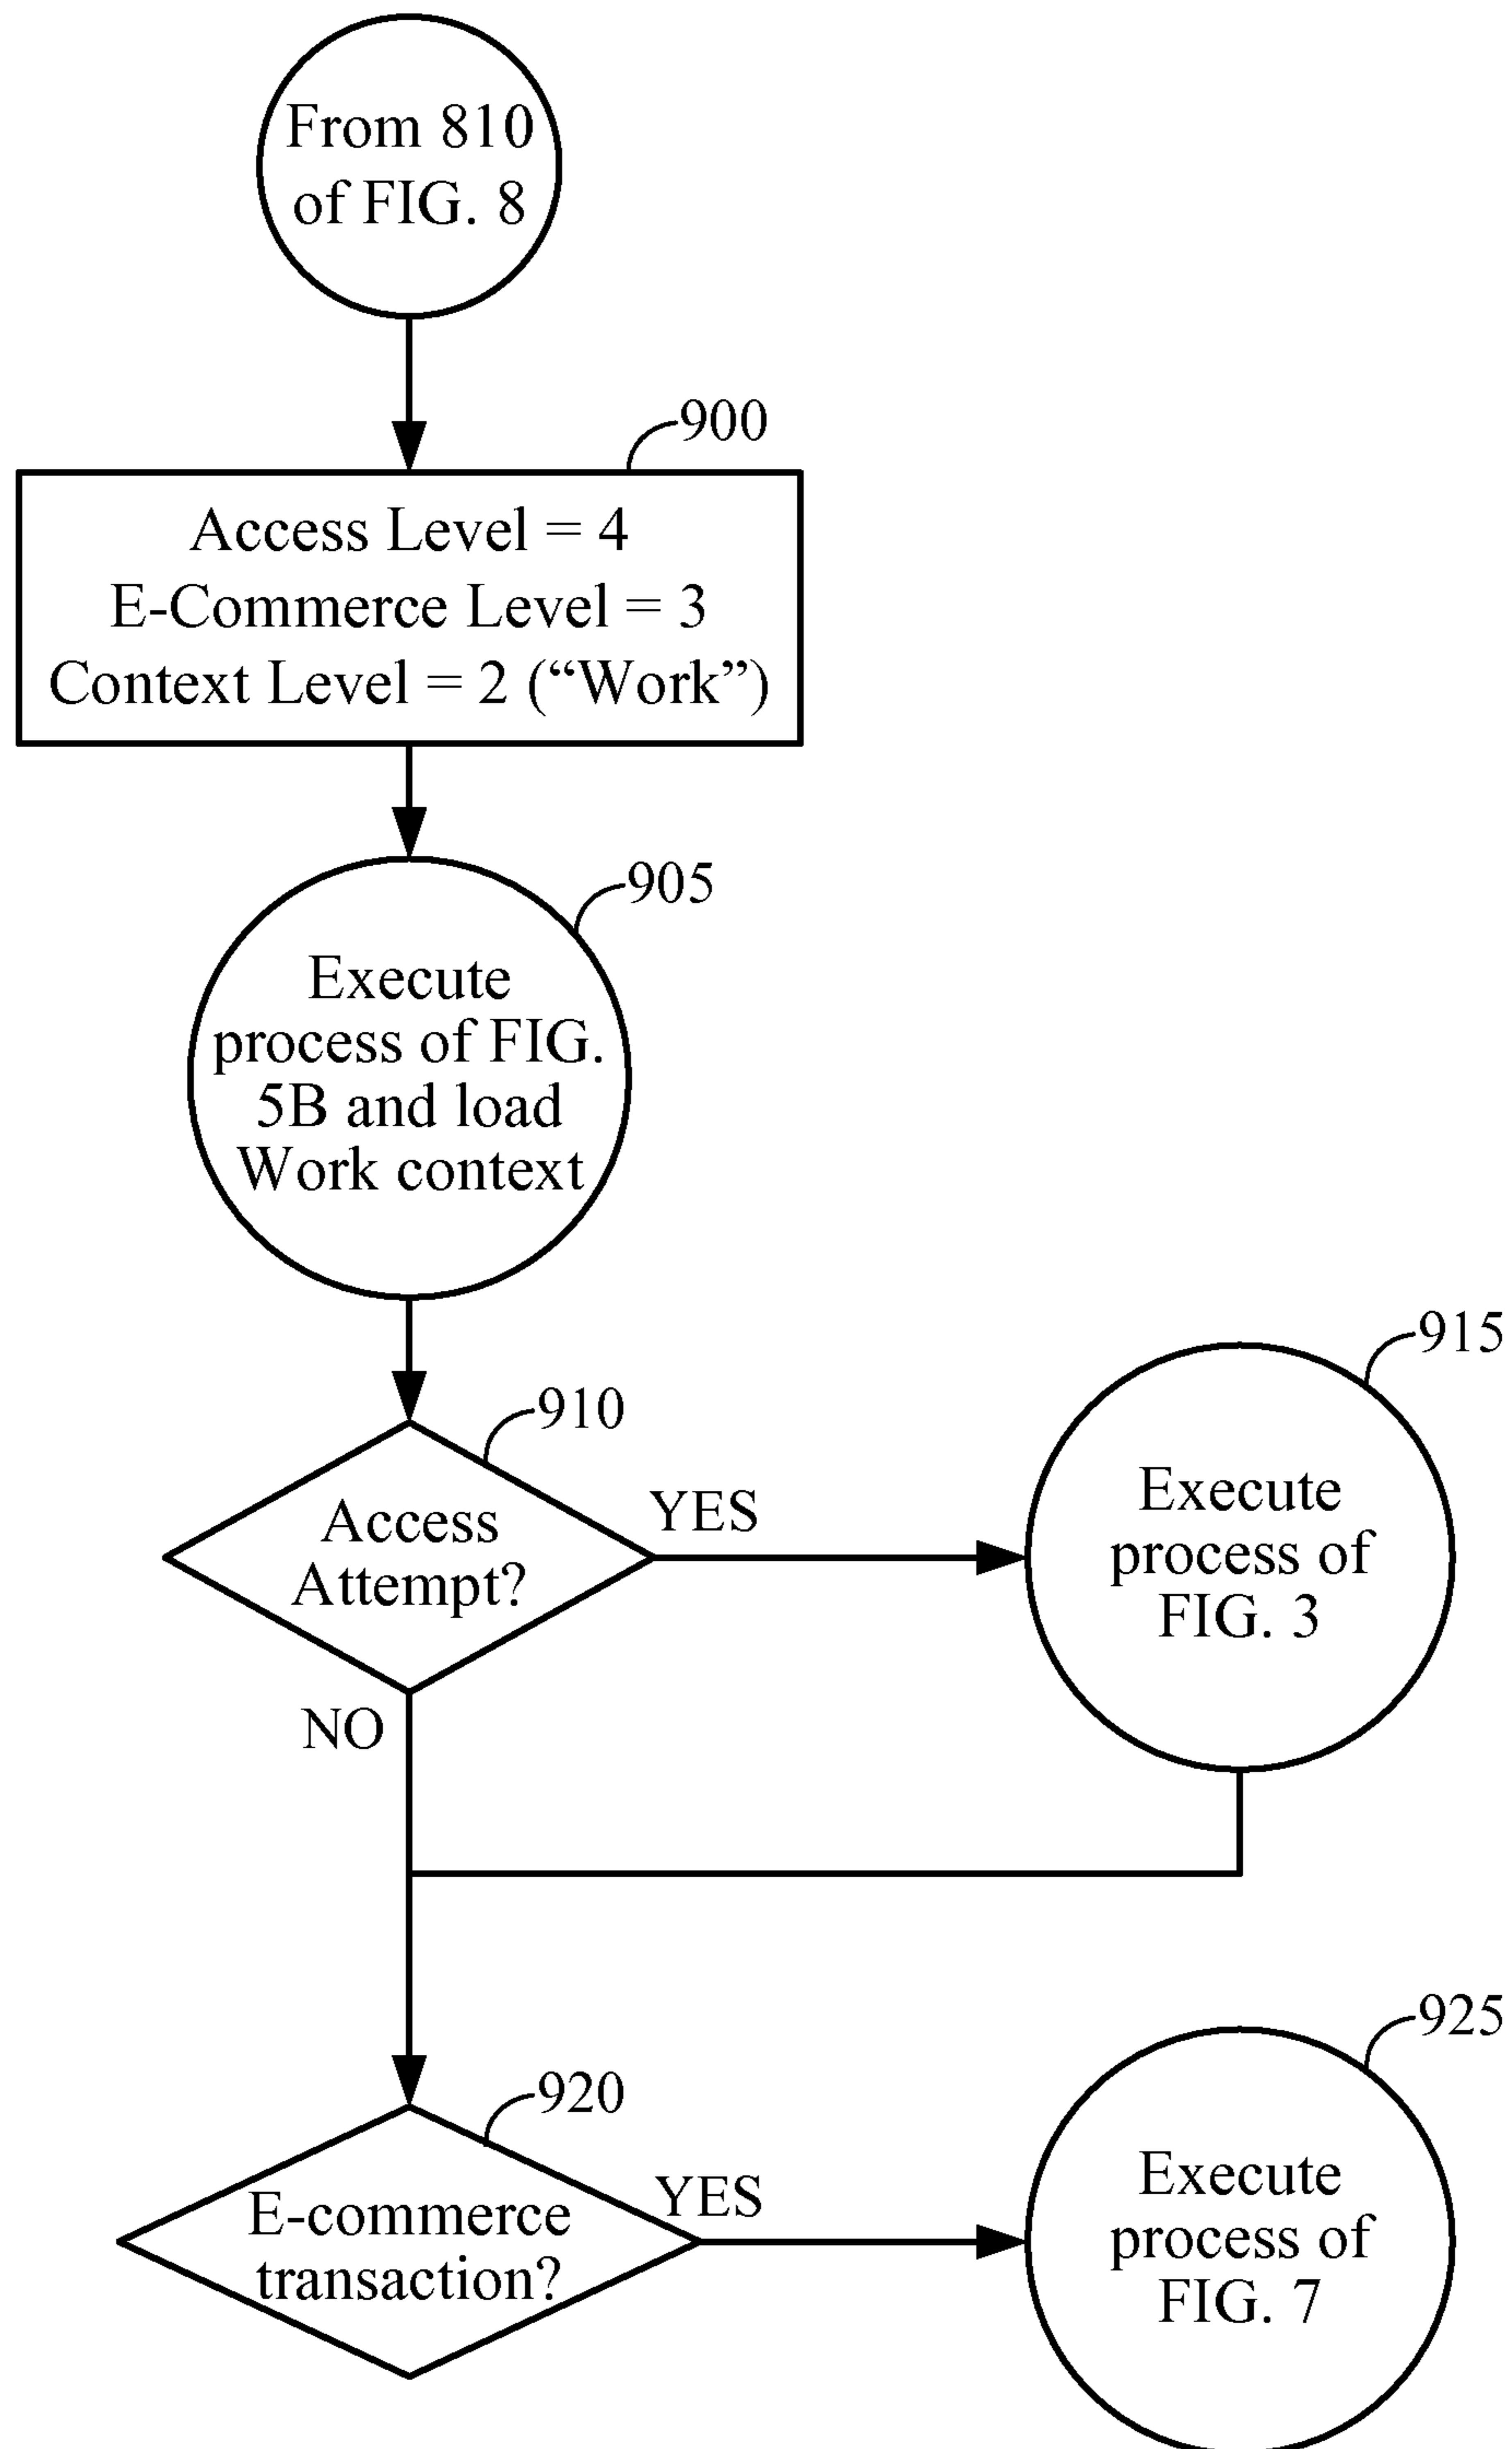 From 810
of FIG. 8
900
Access Level = 4
E-Commerce Level = 3
Context Level = 2 (“Work”)
905
Execute
process of FIG.
5B and load
Work context
910
Access
Attempt?
YES
915
Execute
process of
FIG. 3
NO
920
E-commerce
transaction?
YES
925
Execute
process of
FIG. 7